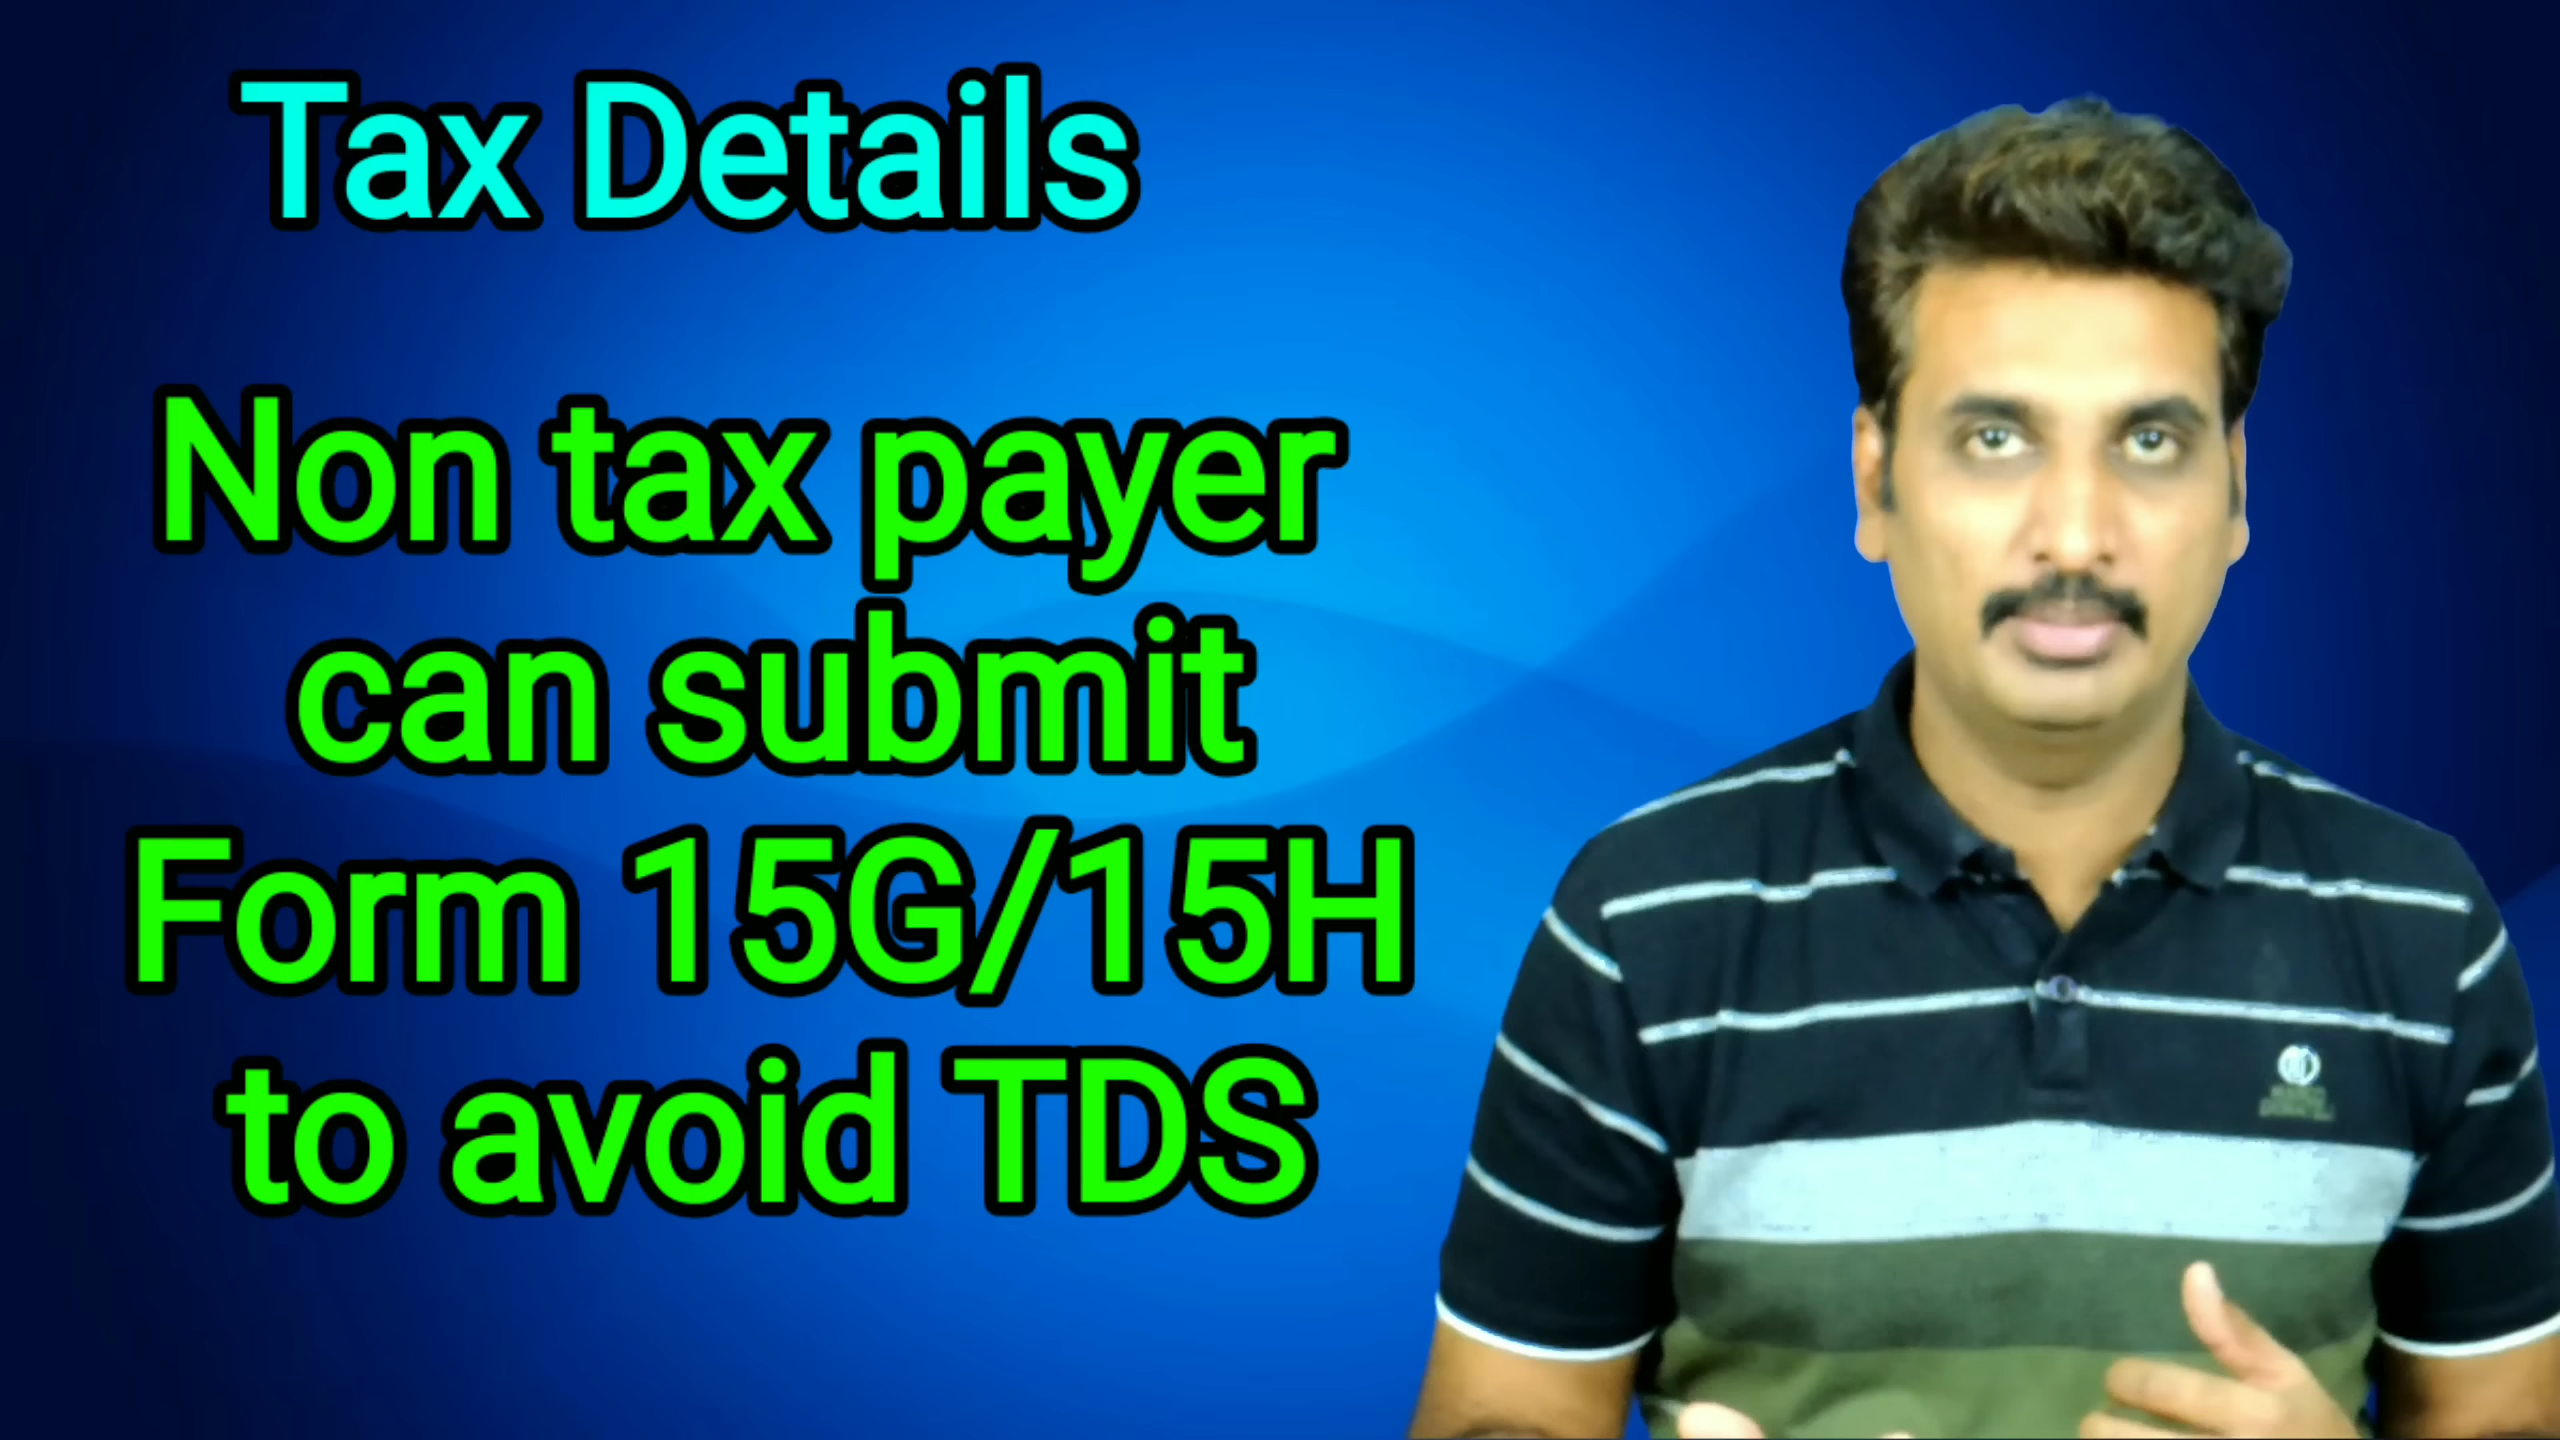 Tax Details
Non tax payer
can submit
Form 15G/15H
to avoid TDS